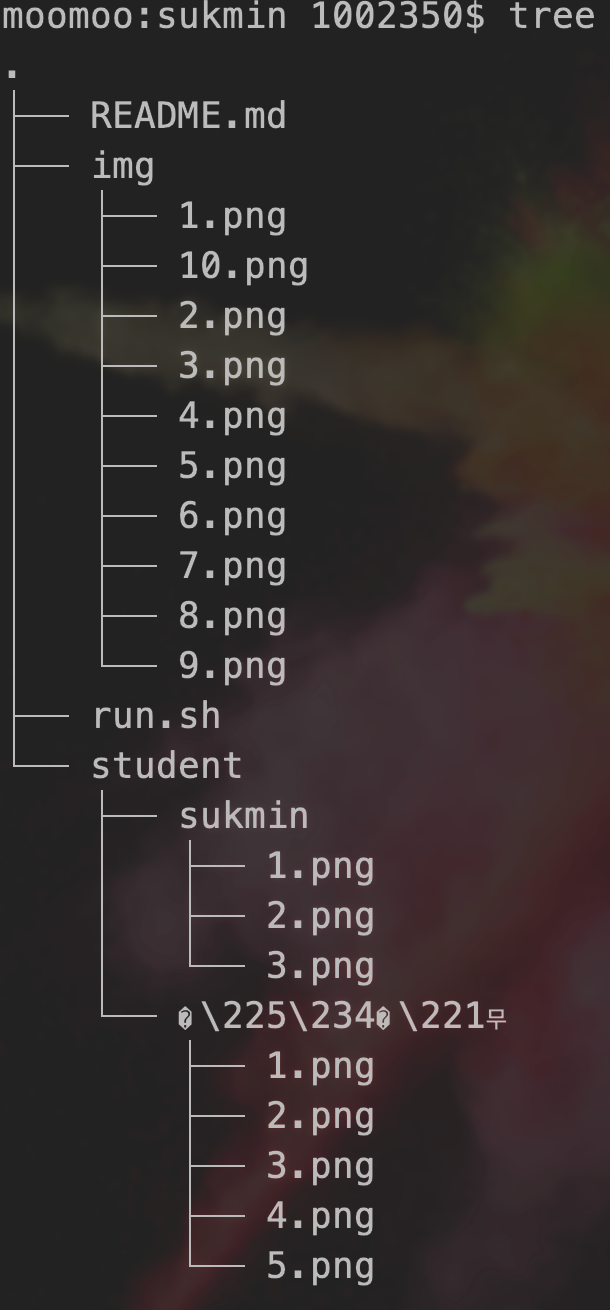 moomoo:sukmin 1002350$ tree
.
├── README.md
├── img
│   ├── 1.png
│   ├── 10.png
│   ├── 2.png
│   ├── 3.png
│   ├── 4.png
│   ├── 5.png
│   ├── 6.png
│   ├── 7.png
│   ├── 8.png
│   └── 9.png
├── run.sh
└── student
    ├── sukmin
    │   ├── 1.png
    │   ├── 2.png
    │   └── 3.png
    └── �\225\234�\221무
        ├── 1.png
        ├── 2.png
        ├── 3.png
        ├── 4.png
        └── 5.png